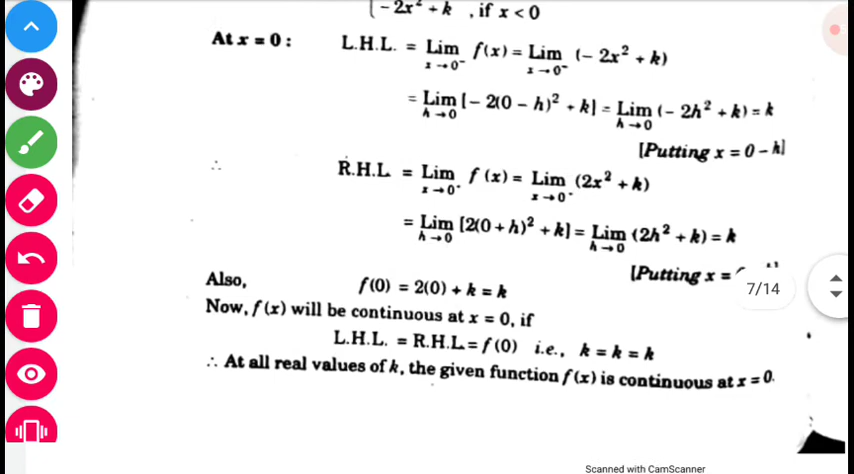 - 2x² + k , if x < 0
At x = 0 : L.H.L. = Lim x→0⁻ f(x) = Lim x→0⁻ (- 2x² + k)
= Lim h→0 [- 2(0 - h)² + k] = Lim h→0 (- 2h² + k) = k
[Putting x = 0 - h]
∴ R.H.L. = Lim x→0⁺ f(x) = Lim x→0⁺ (2x² + k)
= Lim h→0 [2(0 + h)² + k] = Lim h→0 (2h² + k) = k
[Putting x =
7/14
Also, f(0) = 2(0) + k = k
Now, f(x) will be continuous at x = 0, if
L.H.L. = R.H.L = f(0) i.e., k = k = k
∴ At all real values of k, the given function f(x) is continuous at x = 0.
Scanned with CamScanner